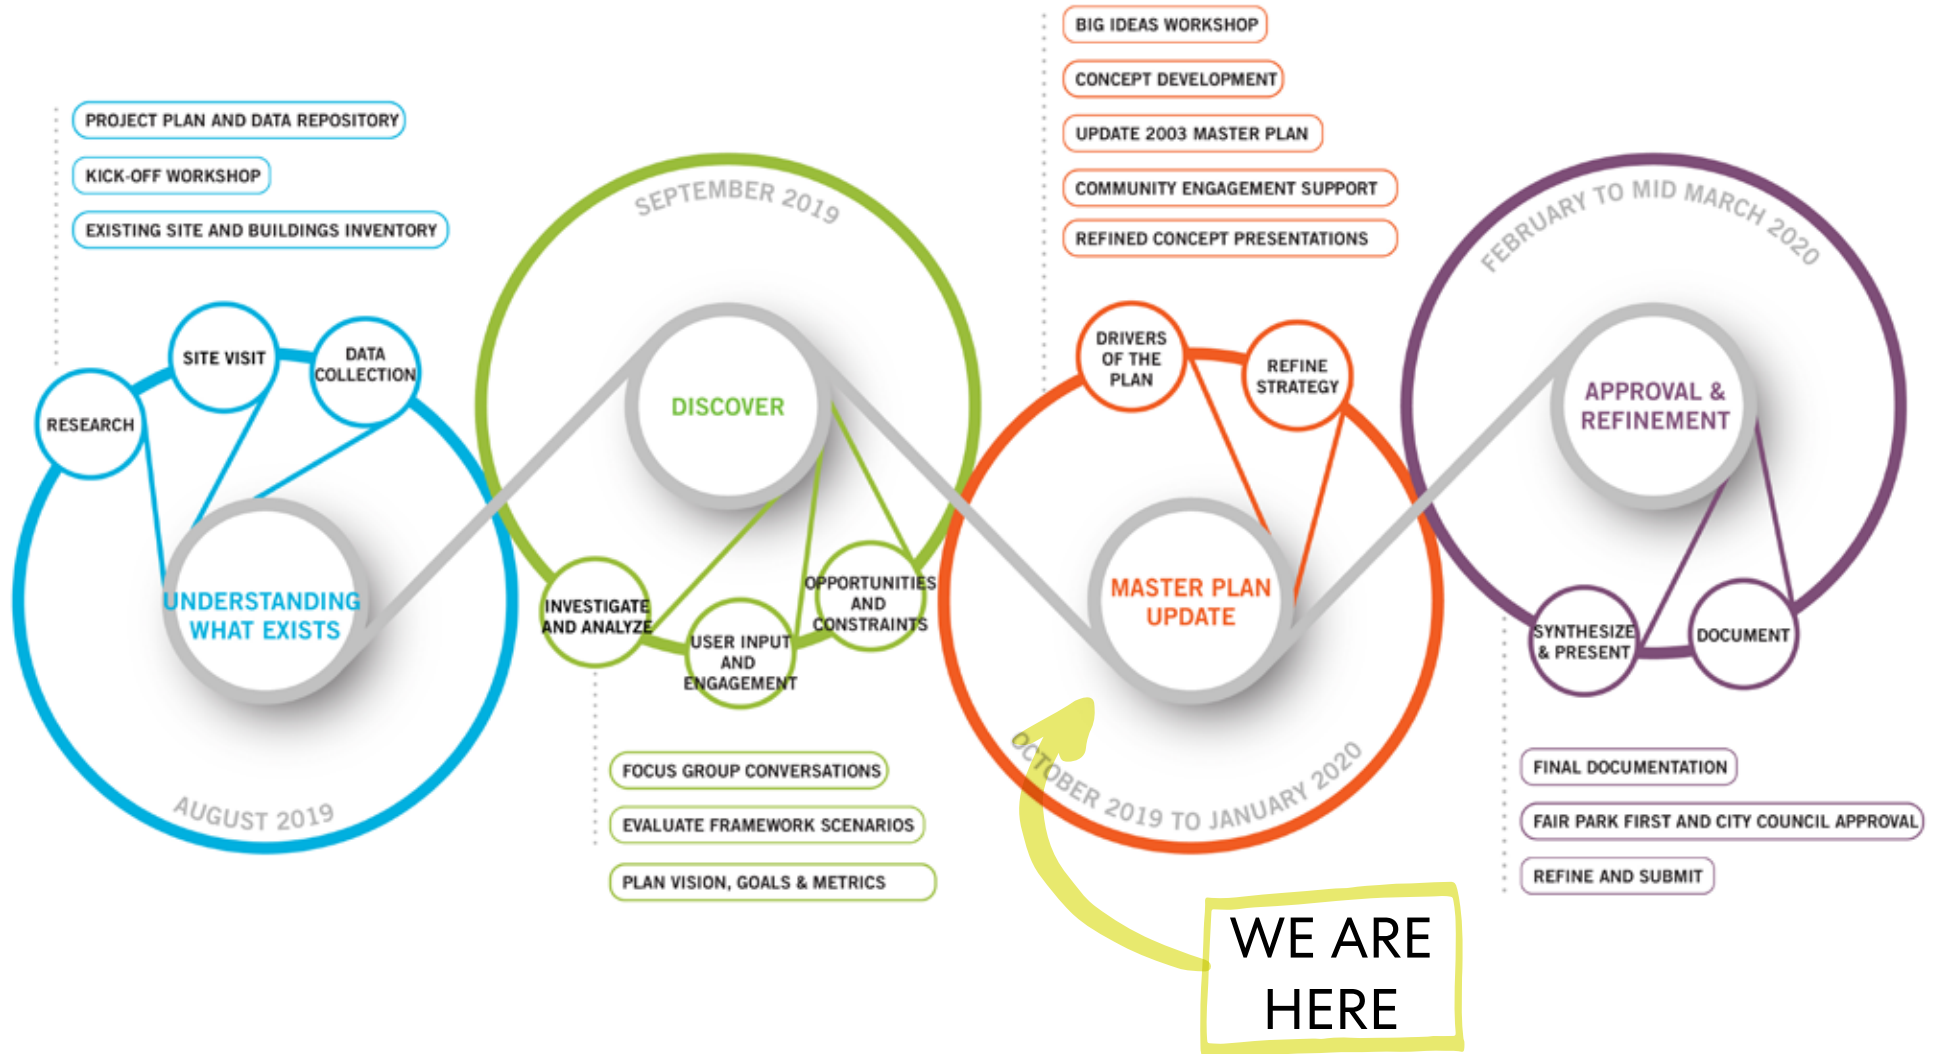 PROJECT PLAN AND DATA REPOSITORY
KICK-OFF WORKSHOP
EXISTING SITE AND BUILDINGS INVENTORY
RESEARCH
SITE VISIT
DATA
COLLECTION
UNDERSTANDING
WHAT EXISTS
AUGUST 2019
SEPTEMBER 2019
DISCOVER
INVESTIGATE
AND ANALYZE
USER INPUT
AND
ENGAGEMENT
OPPORTUNITIES
AND
CONSTRAINTS
FOCUS GROUP CONVERSATIONS
EVALUATE FRAMEWORK SCENARIOS
PLAN VISION, GOALS & METRICS
BIG IDEAS WORKSHOP
CONCEPT DEVELOPMENT
UPDATE 2003 MASTER PLAN
COMMUNITY ENGAGEMENT SUPPORT
REFINED CONCEPT PRESENTATIONS
DRIVERS
OF THE
PLAN
REFINE
STRATEGY
MASTER PLAN
UPDATE
OCTOBER 2019 TO JANUARY 2020
WE ARE
HERE
FEBRUARY TO MID MARCH 2020
APPROVAL &
REFINEMENT
SYNTHESIZE
& PRESENT
DOCUMENT
FINAL DOCUMENTATION
FAIR PARK FIRST AND CITY COUNCIL APPROVAL
REFINE AND SUBMIT